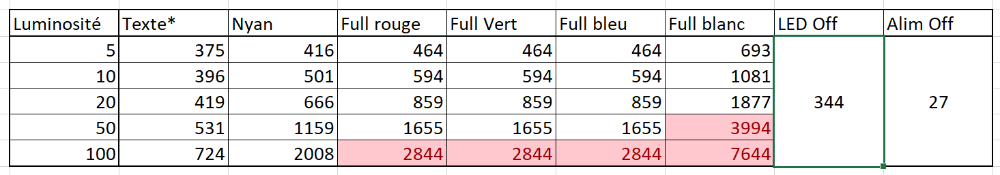 Luminosité Texte* Nyan Full rouge Full Vert Full bleu Full blanc LED Off Alim Off
5 375 416 464 464 464 693
10 396 501 594 594 594 1081
20 419 666 859 859 859 1877 344 27
50 531 1159 1655 1655 1655 3994
100 724 2008 2844 2844 2844 7644